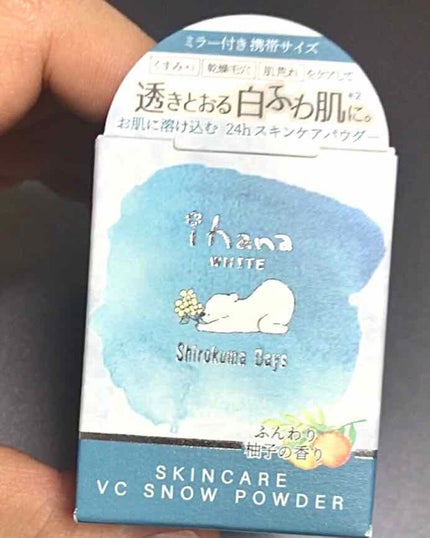 ミラー付き携帯サイズ
くすみ*1 乾燥毛穴 肌荒れ をケアして
透きとおる白ふわ肌に。*2
お肌に溶け込む 24hスキンケアパウダー
ihana
WHITE
Shirokuma Days
ふんわり
柚子の香り
SKINCARE
VC SNOW POWDER